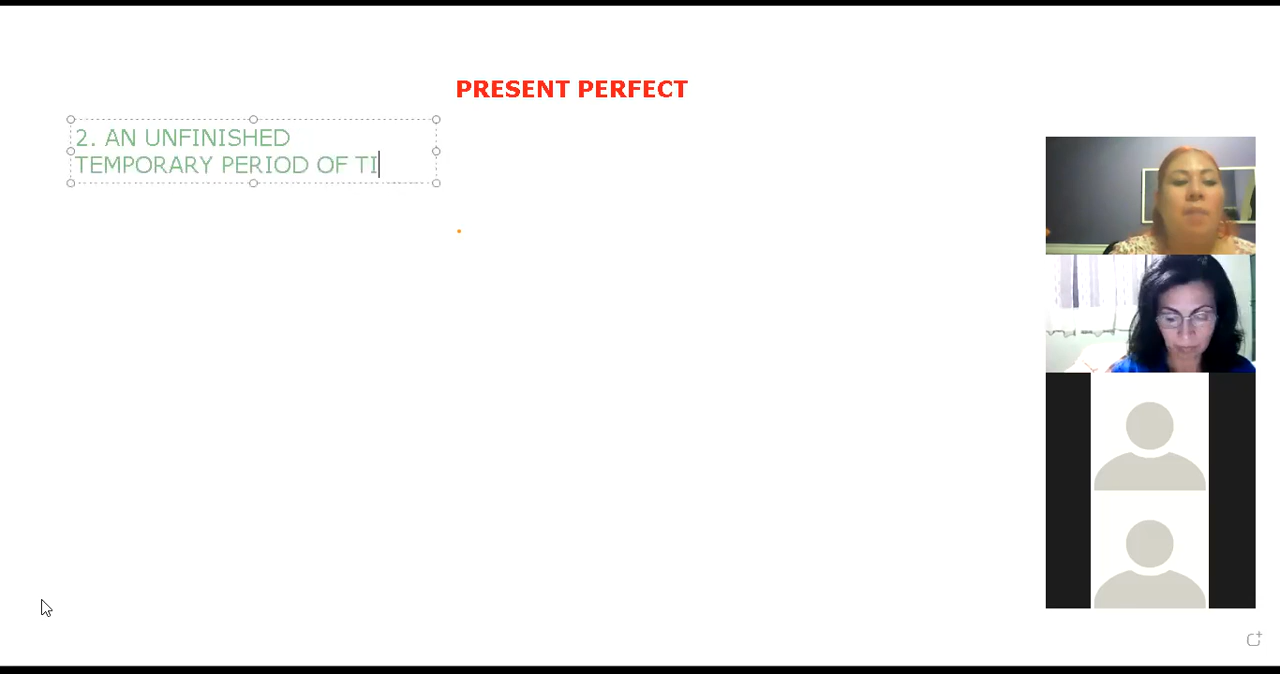 PRESENT PERFECT
2. AN UNFINISHED
TEMPORARY PERIOD OF TI